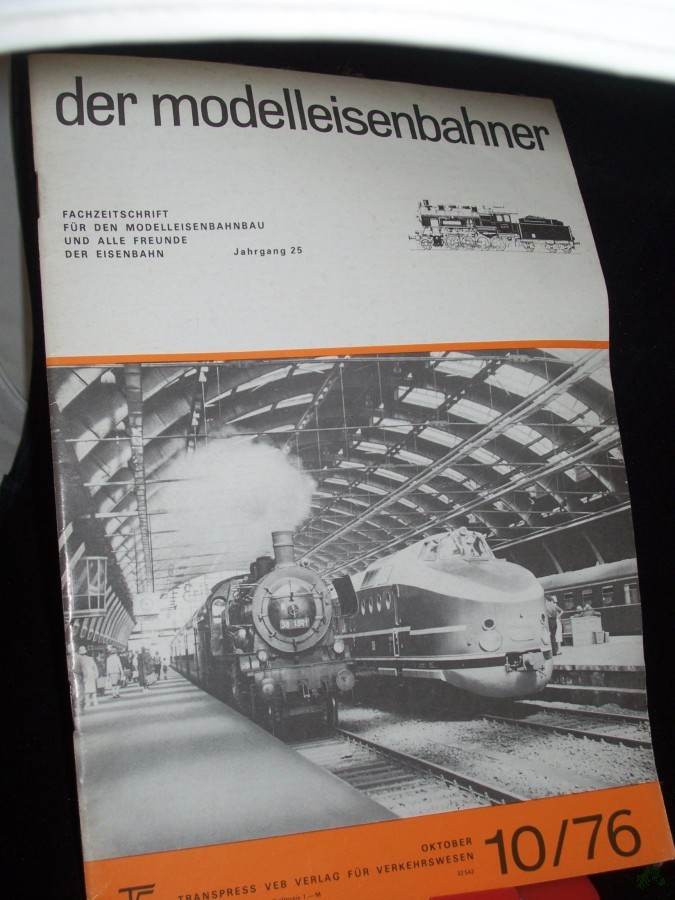 der modelleisenbahner
FACHZEITSCHRIFT
FÜR DEN MODELLEISENBAHNBAU
UND ALLE FREUNDE
DER EISENBAHN Jahrgang 25
OKTOBER 10/76
TRANSPRESS VEB VERLAG FÜR VERKEHRSWESEN
32542